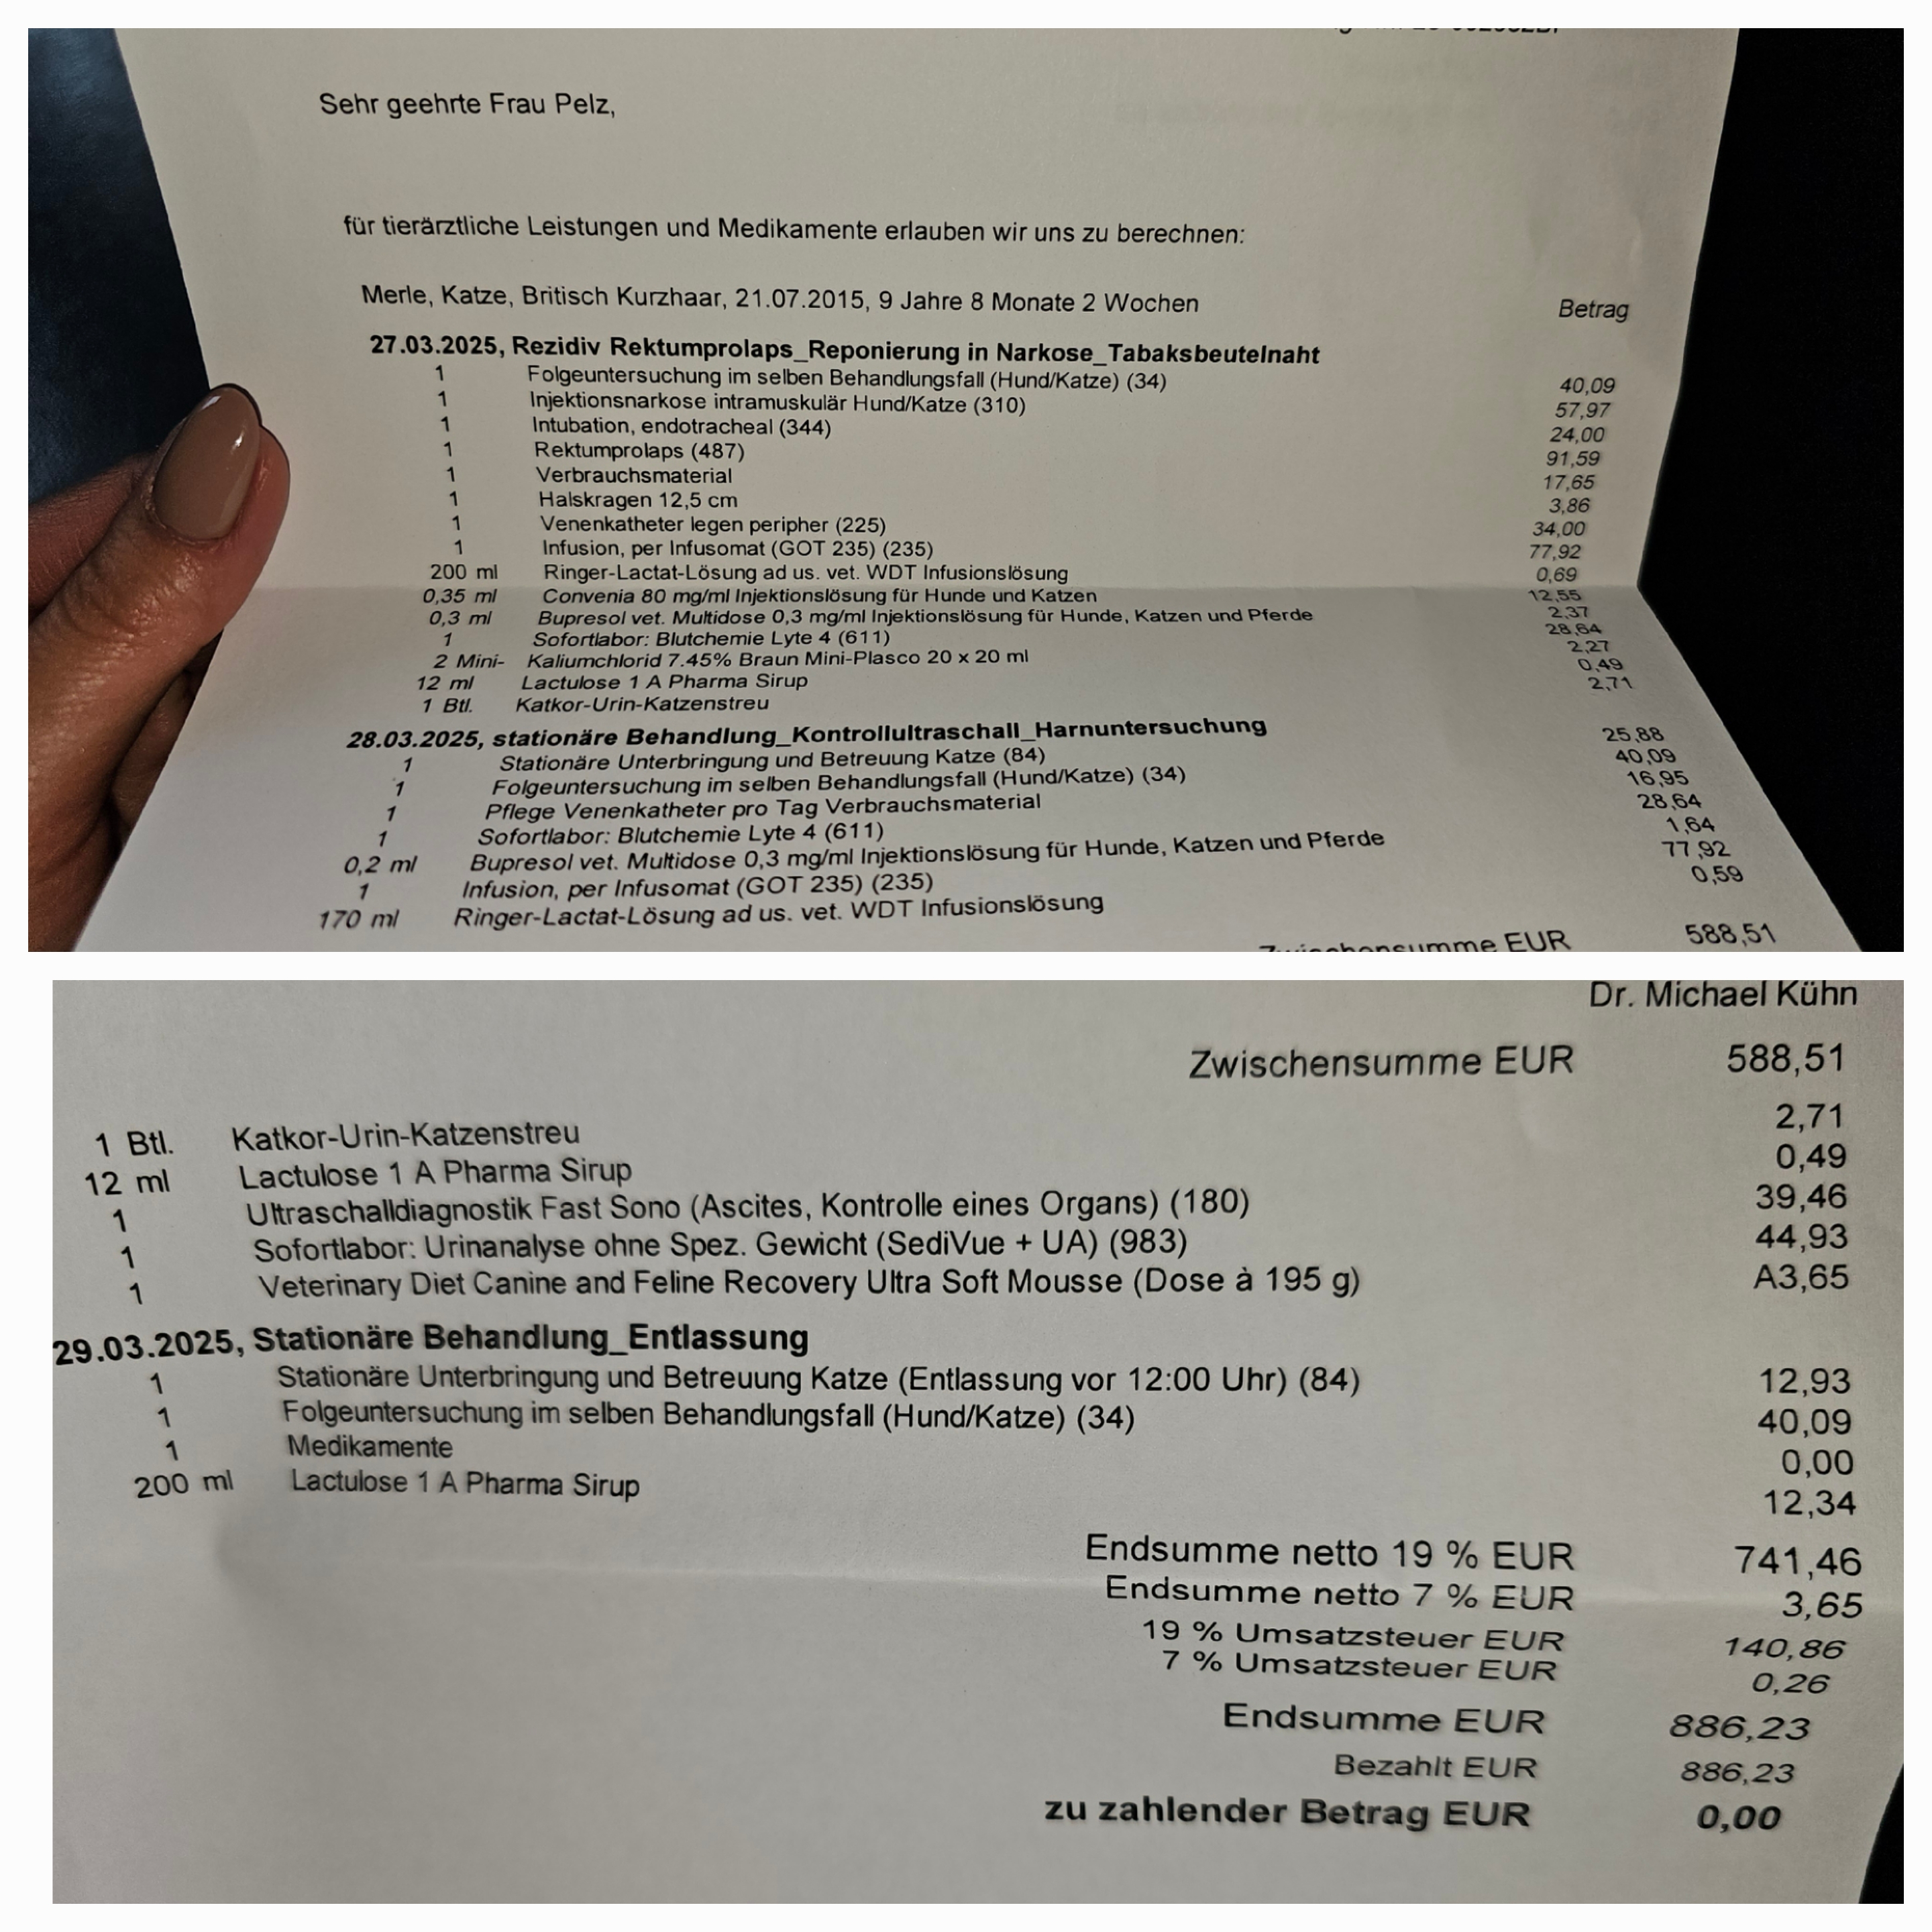 Sehr geehrte Frau Pelz,
für tierärztliche Leistungen und Medikamente erlauben wir uns zu berechnen:
Merle, Katze, Britisch Kurzhaar, 21.07.2015, 9 Jahre 8 Monate 2 Wochen
Betrag
27.03.2025, Rezidiv Rektumprolaps_Reponierung in Narkose_Tabaksbeutelnaht
1 Folgeuntersuchung im selben Behandlungsfall (Hund/Katze) (34) 40,09
1 Injektionsnarkose intramuskulär Hund/Katze (310) 57,97
1 Intubation, endotracheal (344) 24,00
1 Rektumprolaps (487) 91,59
1 Verbrauchsmaterial 17,65
1 Halskragen 12,5 cm 3,86
1 Venenkatheter legen peripher (225) 34,00
1 Infusion, per Infusomat (GOT 235) (235) 77,92
200 ml Ringer-Lactat-Lösung ad us. vet. WDT Infusionslösung 0,69
0,35 ml Convenia 80 mg/ml Injektionslösung für Hunde und Katzen 12,55
0,3 ml Bupresol vet. Multidose 0,3 mg/ml Injektionslösung für Hunde, Katzen und Pferde 2,37
1 Sofortlabor: Blutchemie Lyte 4 (611) 28,64
2 Mini- Kaliumchlorid 7.45% Braun Mini-Plasco 20 x 20 ml 2,27
12 ml Lactulose 1 A Pharma Sirup 0,49
1 Btl. Katkor-Urin-Katzenstreu 2,71
28.03.2025, stationäre Behandlung_Kontrollultraschall_Harnuntersuchung
1 Stationäre Unterbringung und Betreuung Katze (84) 25,88
1 Folgeuntersuchung im selben Behandlungsfall (Hund/Katze) (34) 40,09
1 Pflege Venenkatheter pro Tag Verbrauchsmaterial 16,95
1 Sofortlabor: Blutchemie Lyte 4 (611) 28,64
0,2 ml Bupresol vet. Multidose 0,3 mg/ml Injektionslösung für Hunde, Katzen und Pferde 1,64
1 Infusion, per Infusomat (GOT 235) (235) 77,92
170 ml Ringer-Lactat-Lösung ad us. vet. WDT Infusionslösung 0,59
Zwischensumme EUR 588,51
Dr. Michael Kühn
Zwischensumme EUR 588,51
1 Btl. Katkor-Urin-Katzenstreu 2,71
12 ml Lactulose 1 A Pharma Sirup 0,49
1 Ultraschalldiagnostik Fast Sono (Ascites, Kontrolle eines Organs) (180) 39,46
1 Sofortlabor: Urinanalyse ohne Spez. Gewicht (SediVue + UA) (983) 44,93
1 Veterinary Diet Canine and Feline Recovery Ultra Soft Mousse (Dose à 195 g) A3,65
29.03.2025, Stationäre Behandlung_Entlassung
1 Stationäre Unterbringung und Betreuung Katze (Entlassung vor 12:00 Uhr) (84) 12,93
1 Folgeuntersuchung im selben Behandlungsfall (Hund/Katze) (34) 40,09
1 Medikamente 0,00
200 ml Lactulose 1 A Pharma Sirup 12,34
Endsumme netto 19 % EUR 741,46
Endsumme netto 7 % EUR 3,65
19 % Umsatzsteuer EUR 140,86
7 % Umsatzsteuer EUR 0,26
Endsumme EUR 886,23
Bezahlt EUR 886,23
zu zahlender Betrag EUR 0,00